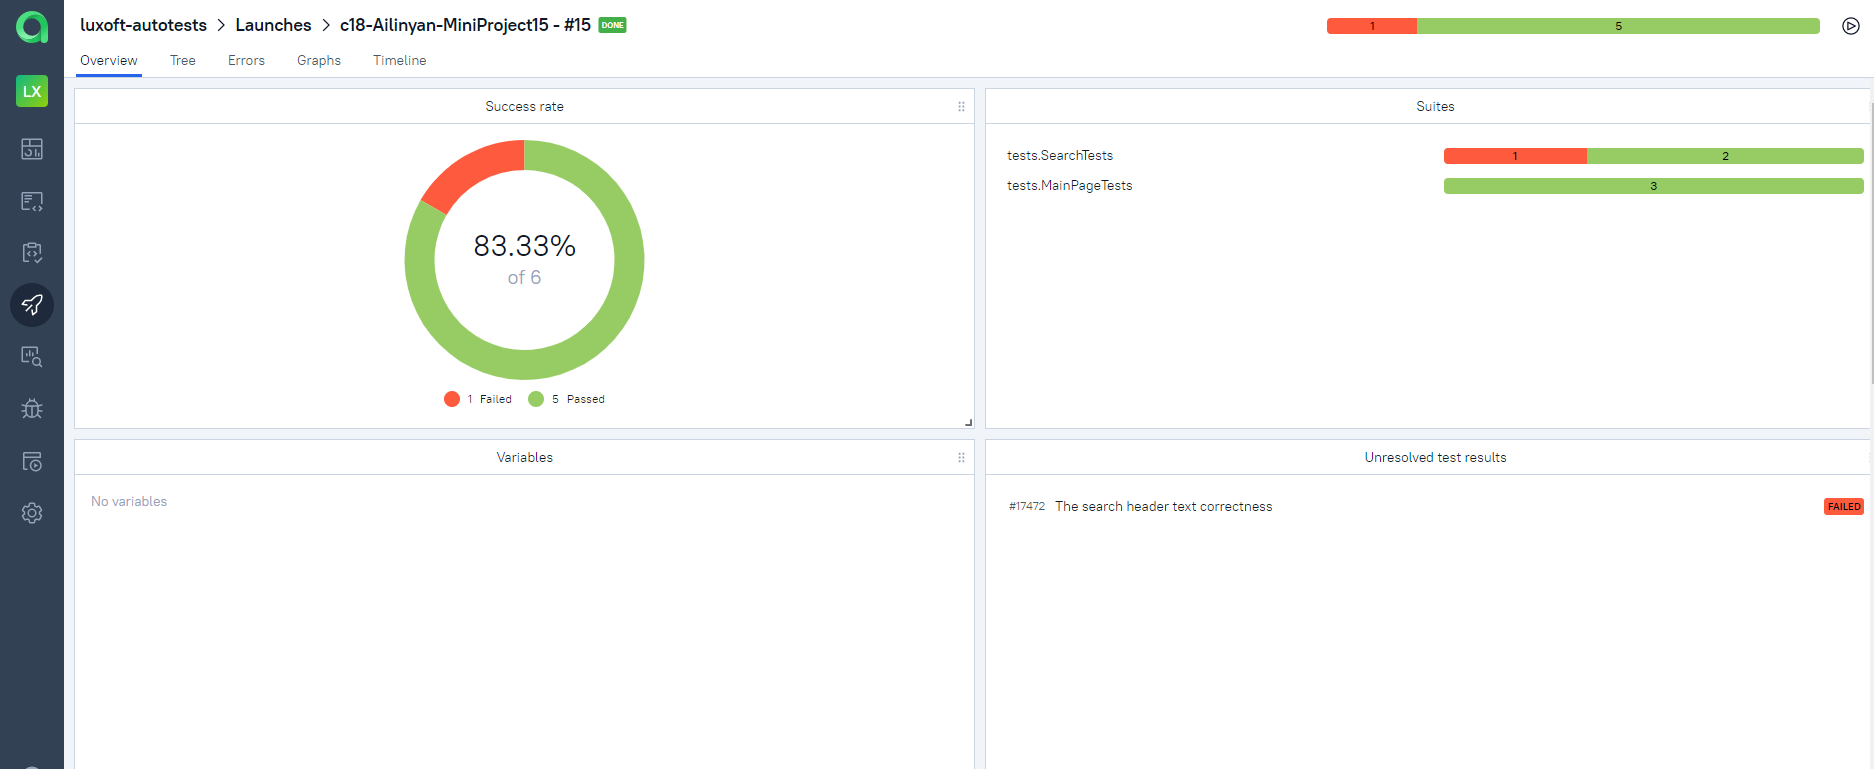 luxoft-autotests > Launches > c18-Ailinyan-MiniProject15 - #15 DONE
1 5
LX
Overview Tree Errors Graphs Timeline
Success rate
83.33%
of 6
1 Failed 5 Passed
Suites
tests.SearchTests 1 2
tests.MainPageTests 3
Variables
No variables
Unresolved test results
#17472 The search header text correctness FAILED